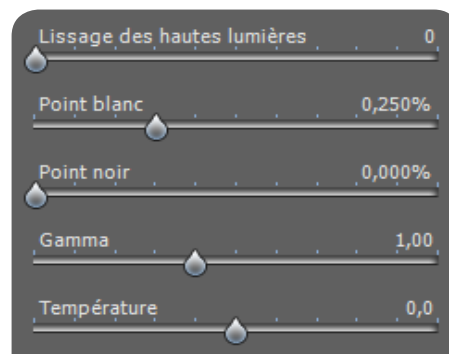 Lissage des hautes lumières 0
Point blanc 0,250%
Point noir 0,000%
Gamma 1,00
Température 0,0